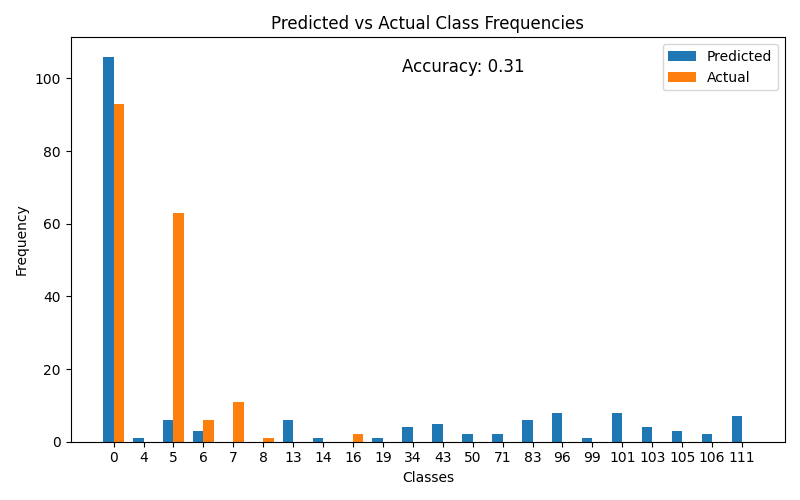 Predicted vs Actual Class Frequencies
Accuracy: 0.31
Predicted
Actual
Frequency
100
80
60
40
20
0
0 4 5 6 7 8 13 14 16 19 34 43 50 71 83 96 99 101 103 105 106 111
Classes